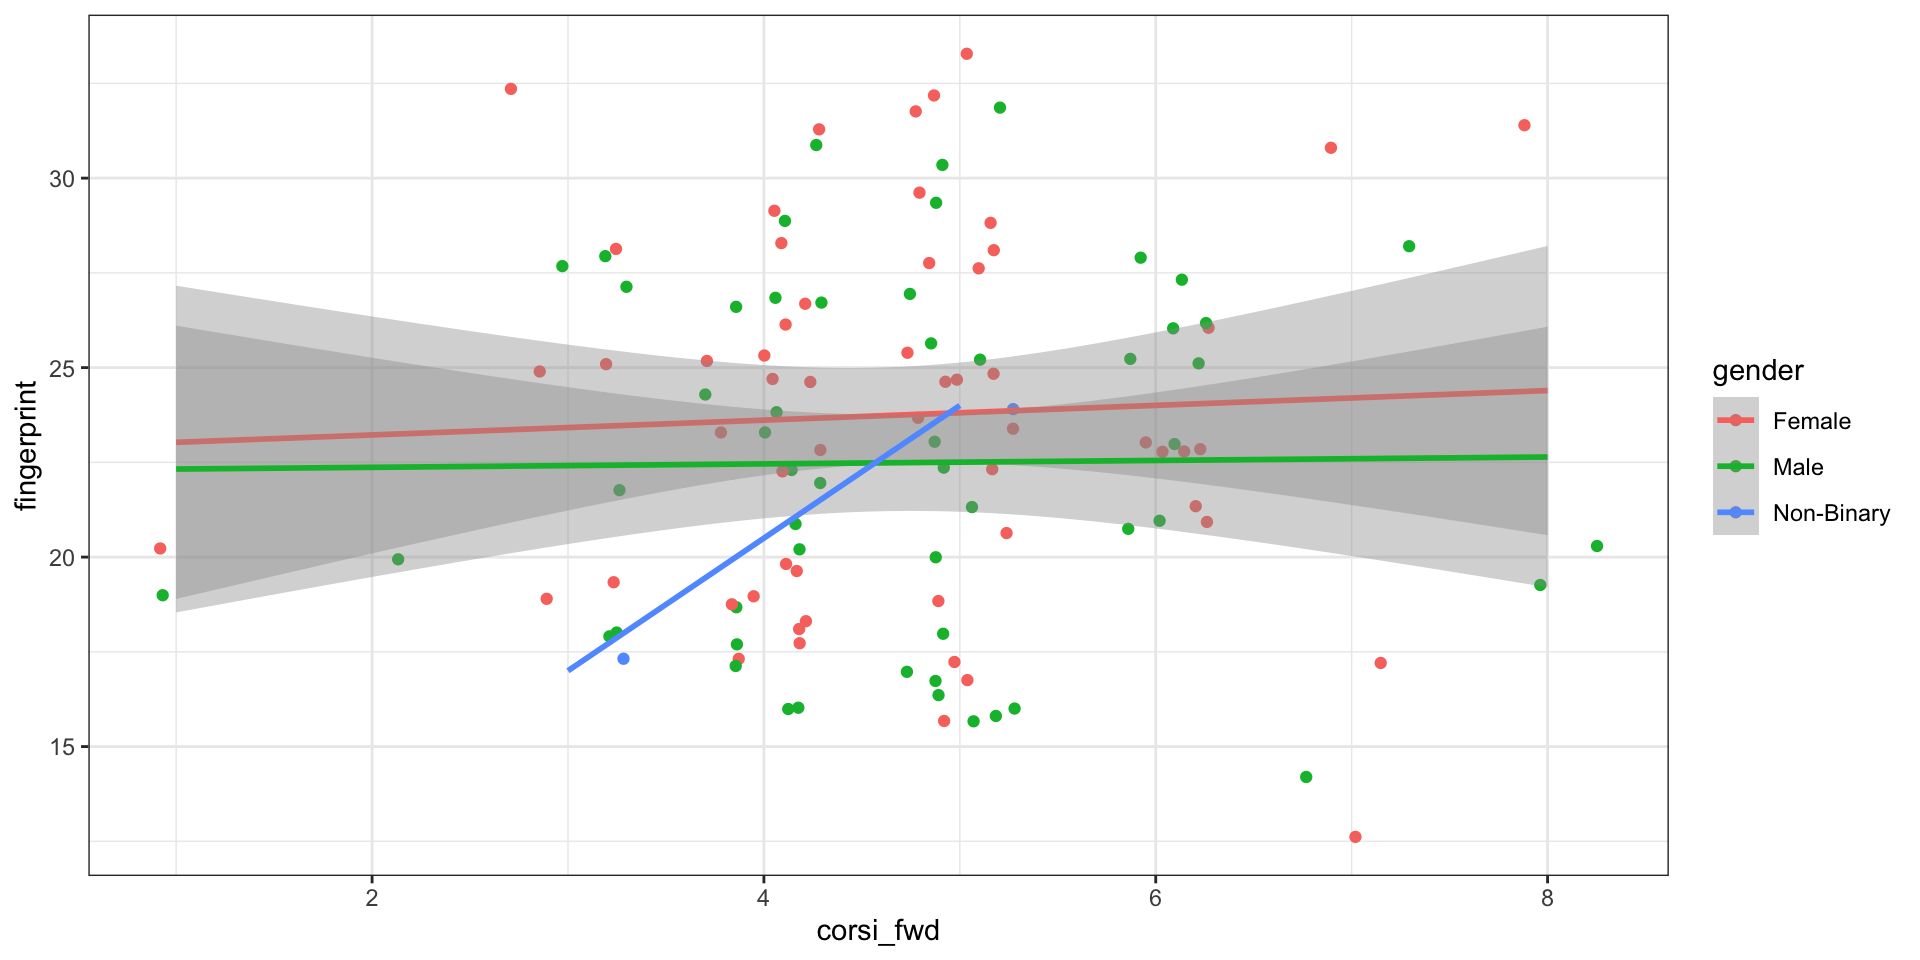 30
25
20
15
fingerprint
2 4 6 8
corsi_fwd
gender
Female
Male
Non-Binary